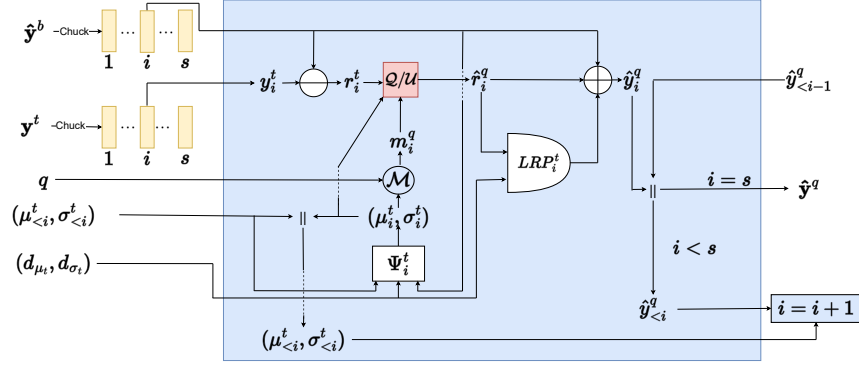 ŷ^b –Chuck→ ··· ···
1 i s
y^t –Chuck→ ··· ···
1 i s
y_i^t r_i^t Q/U r̂_i^q ŷ_i^q ŷ_{<i−1}^q
m_i^q
LRP_i^t
q M
|| i = s ŷ^q
(μ_{<i}^t, σ_{<i}^t) || (μ_i^t, σ_i^t)
(d_{μ_t}, d_{σ_t}) Ψ_i^t i < s
ŷ_{<i}^q i = i + 1
(μ_{<i}^t, σ_{<i}^t)